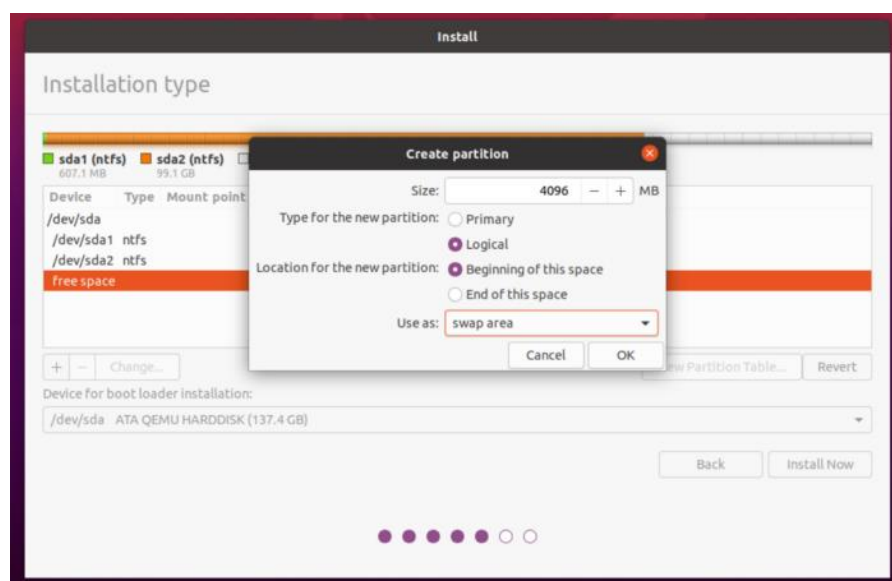 Install
Installation type
sda1 (ntfs) sda2 (ntfs)
607.1 MB 99.1 GB
Device Type Mount point
/dev/sda
/dev/sda1 ntfs
/dev/sda2 ntfs
free space
Create partition
Size: 4096 − + MB
Type for the new partition: Primary
Logical
Location for the new partition: Beginning of this space
End of this space
Use as: swap area
Cancel OK
+ − Change... Partition Table... Revert
Device for boot loader installation:
/dev/sda ATA QEMU HARDDISK (137.4 GB)
Back Install Now